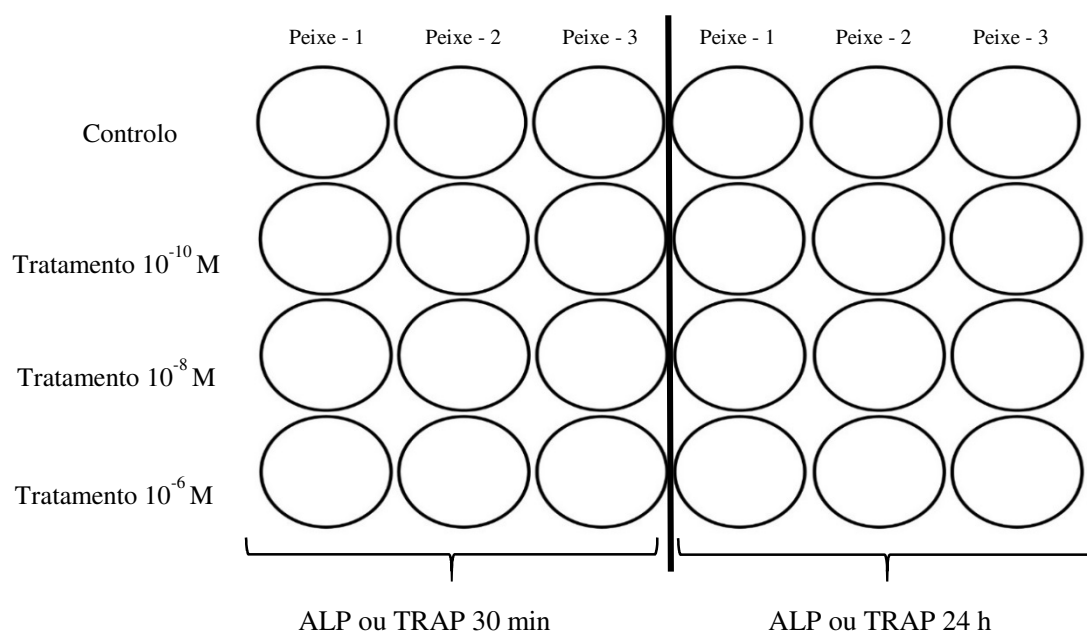 Peixe - 1 Peixe - 2 Peixe - 3 Peixe - 1 Peixe - 2 Peixe - 3
Controlo
Tratamento 10⁻¹⁰ M
Tratamento 10⁻⁸ M
Tratamento 10⁻⁶ M
ALP ou TRAP 30 min ALP ou TRAP 24 h